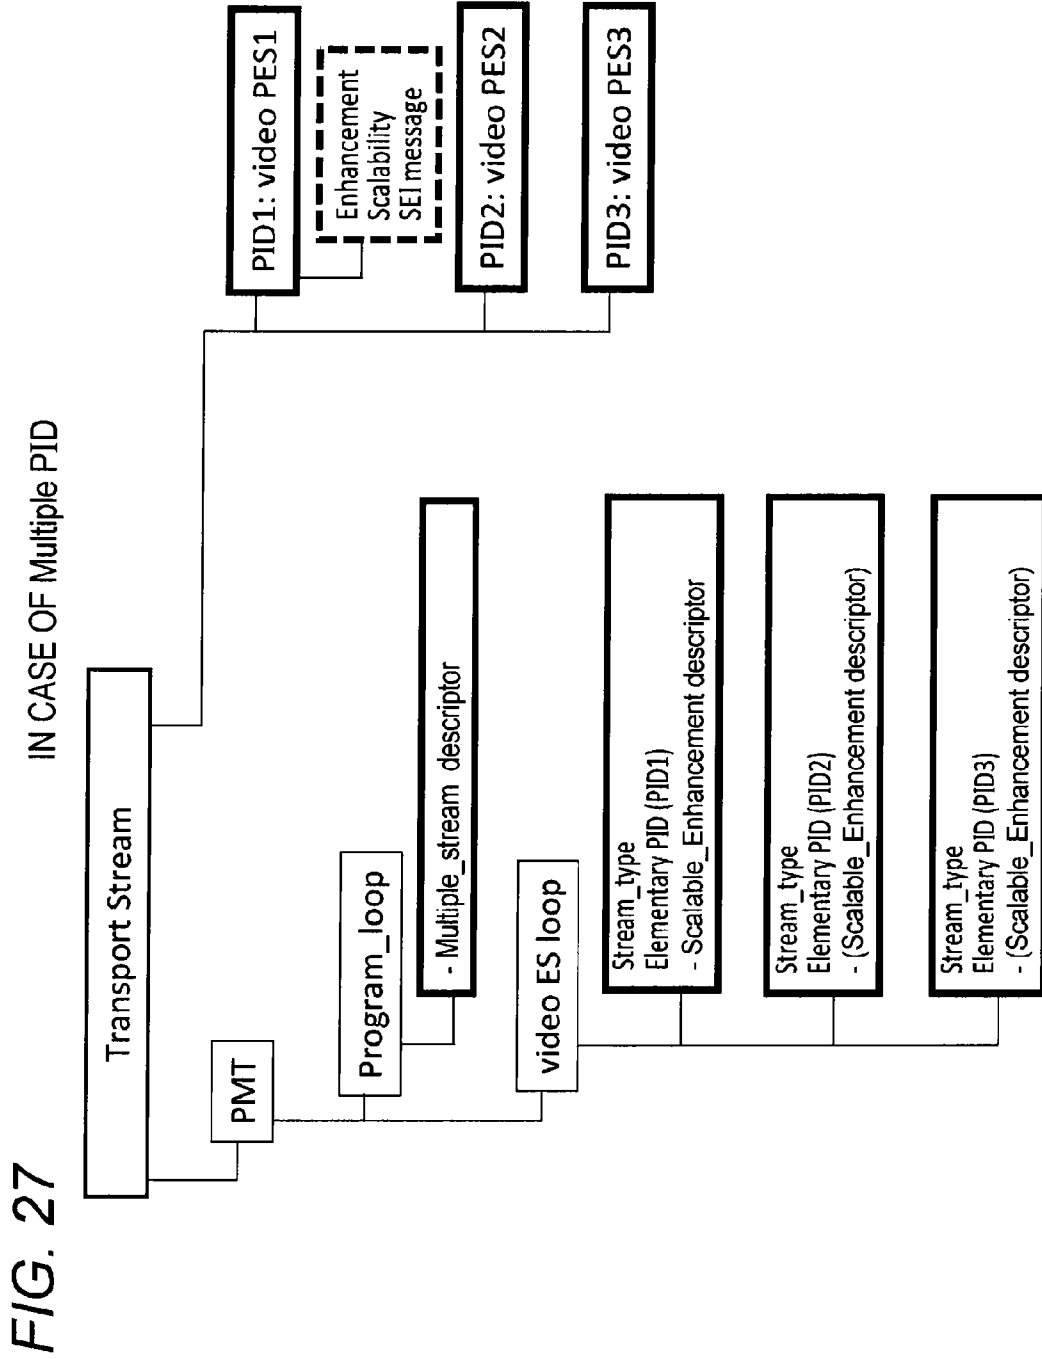 FIG. 27
IN CASE OF Multiple PID
Transport Stream
PMT
Program_loop
- Multiple_stream descriptor
video ES loop
Stream_type
Elementary PID (PID1)
- Scalable_Enhancement descriptor
Stream_type
Elementary PID (PID2)
- (Scalable_Enhancement descriptor)
Stream_type
Elementary PID (PID3)
- (Scalable_Enhancement descriptor)
PID1: video PES1
Enhancement
Scalability
SEI message
PID2: video PES2
PID3: video PES3